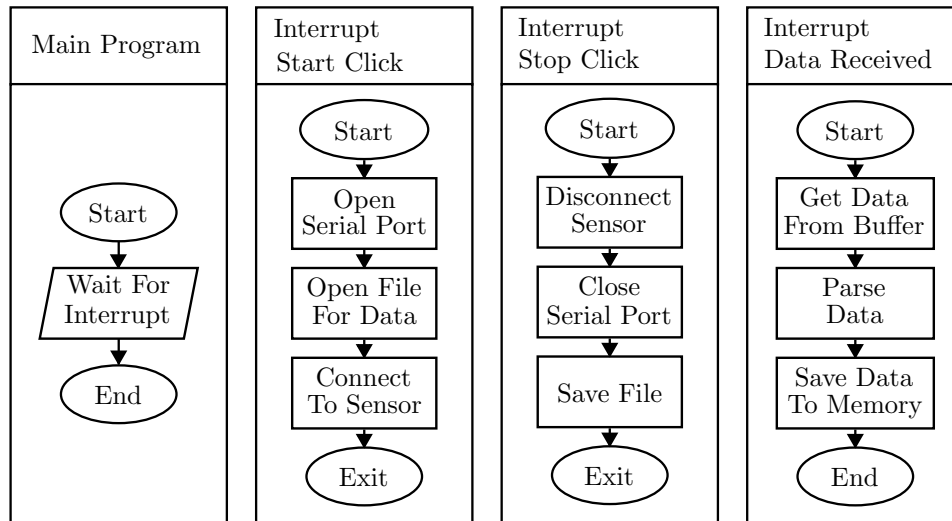 Main Program
Start
Wait For
Interrupt
End
Interrupt
Start Click
Start
Open
Serial Port
Open File
For Data
Connect
To Sensor
Exit
Interrupt
Stop Click
Start
Disconnect
Sensor
Close
Serial Port
Save File
Exit
Interrupt
Data Received
Start
Get Data
From Buffer
Parse
Data
Save Data
To Memory
End